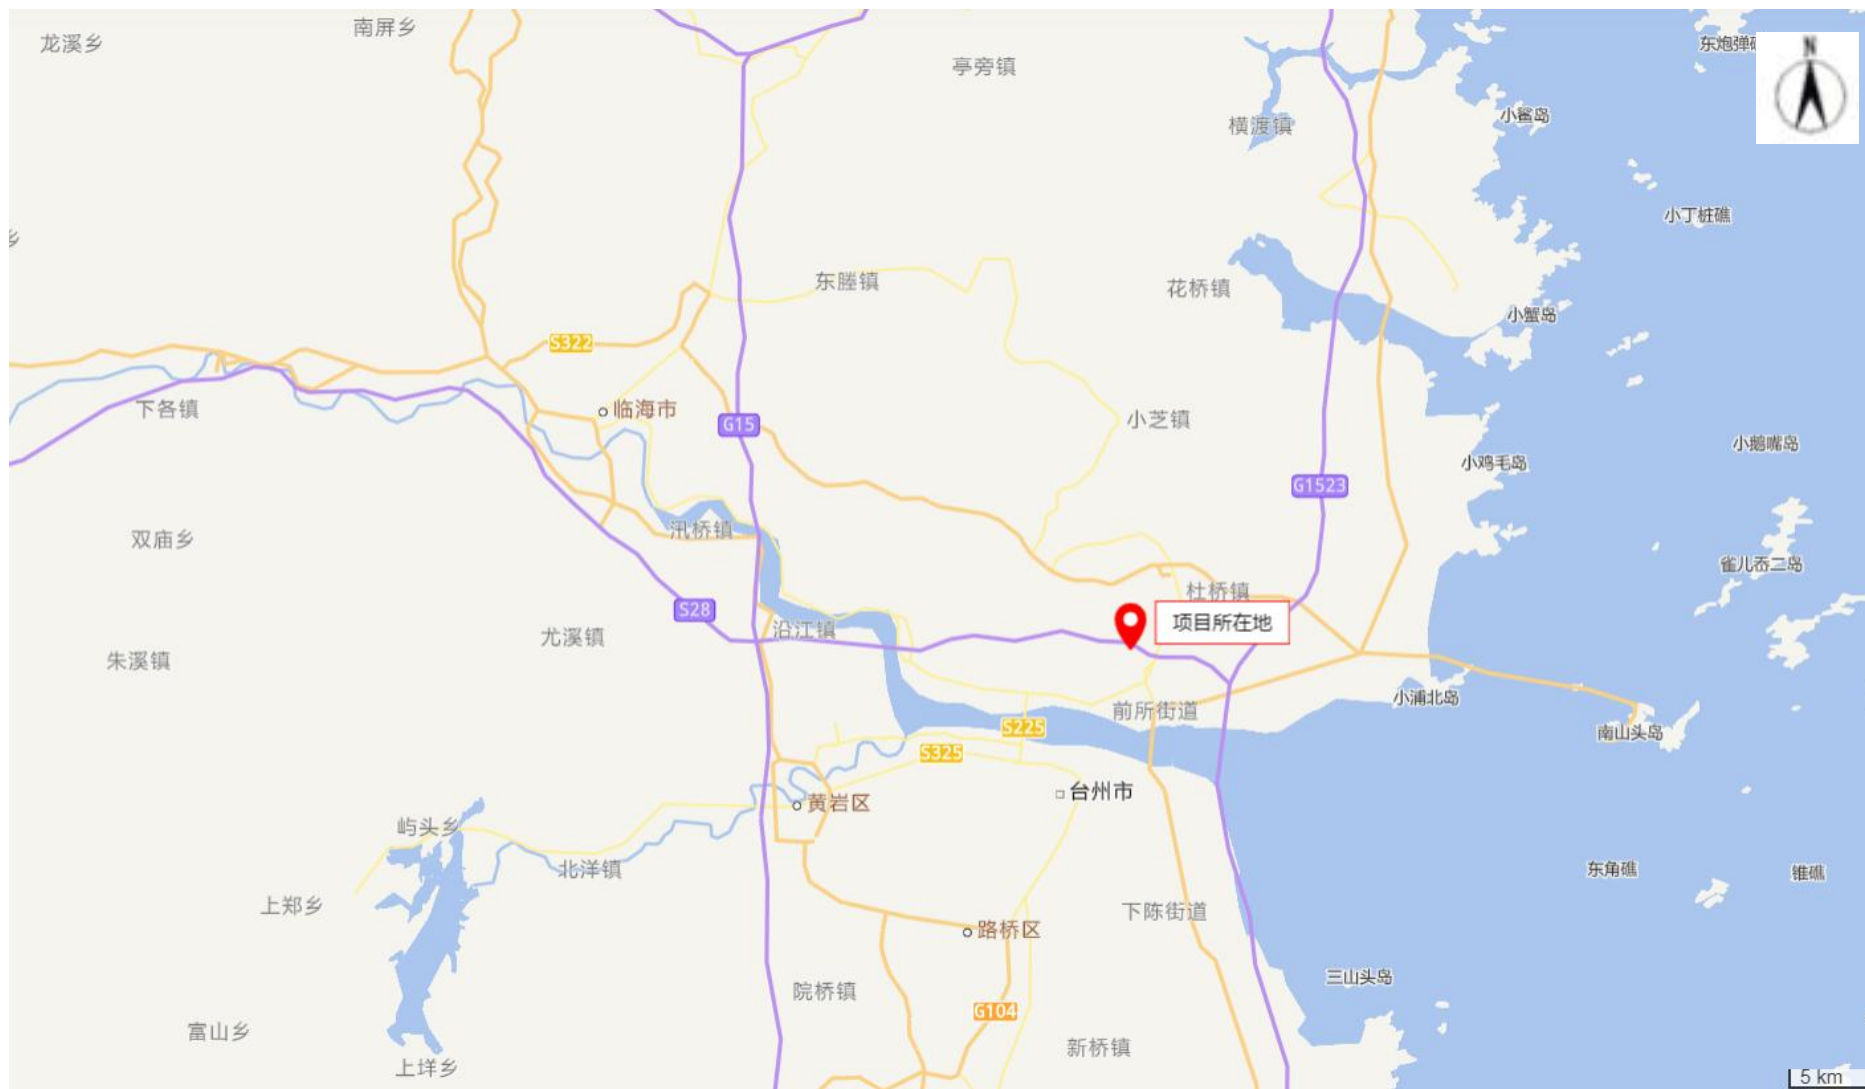 南屏乡
龙溪乡
东炮弹
N
亭旁镇
小鲨岛
横渡镇
小丁桩礁
乡
东塍镇
花桥镇
小蟹岛
S322
下各镇
临海市
G15
小芝镇
小鹅嘴岛
小鸡毛岛
G1523
汛桥镇
双庙乡
雀儿岙二岛
杜桥镇
S28
项目所在地
沿江镇
尤溪镇
朱溪镇
小浦北岛
前所街道
S225
南山头岛
S325
台州市
黄岩区
屿头乡
北洋镇
东角礁
锥礁
上郑乡
下陈街道
路桥区
三山头岛
院桥镇
G104
富山乡
新桥镇
上垟乡
5 km